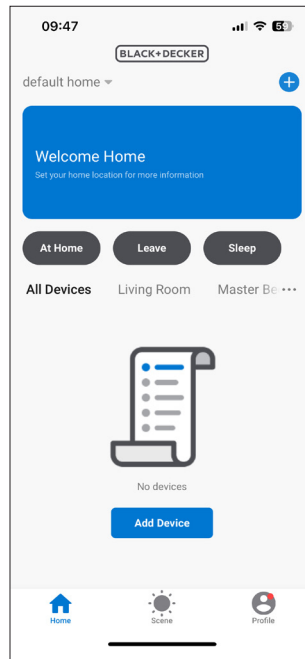 09:47
59
BLACK+DECKER
default home
Welcome Home
Set your home location for more information
At Home Leave Sleep
All Devices Living Room Master Be
No devices
Add Device
Home Scene Profile